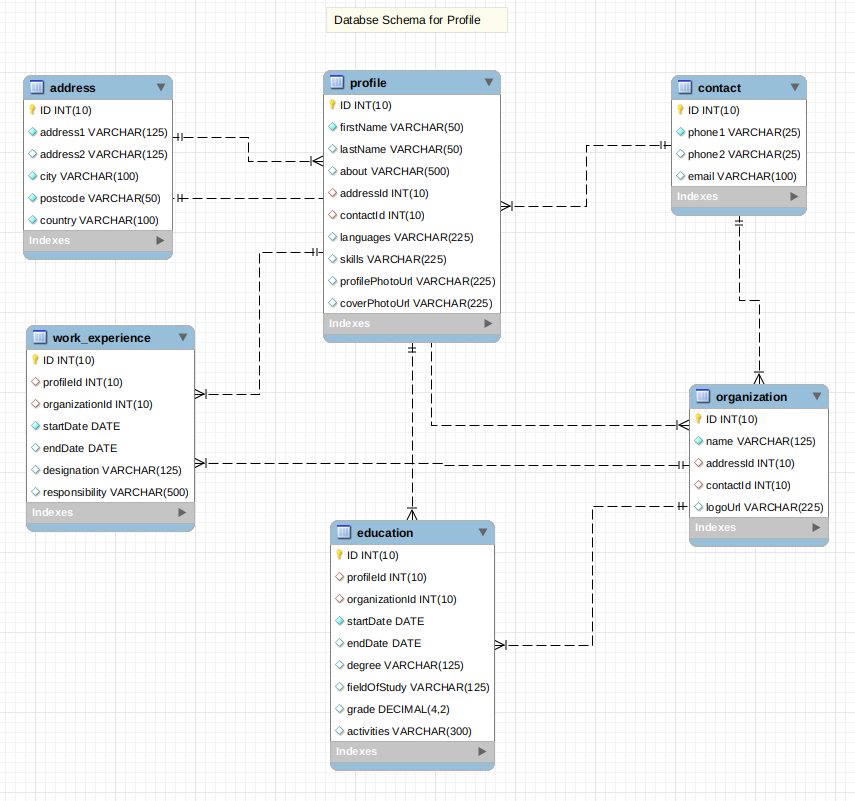 Databse Schema for Profile
address
ID INT(10)
address1 VARCHAR(125)
address2 VARCHAR(125)
city VARCHAR(100)
postcode VARCHAR(50)
country VARCHAR(100)
Indexes
profile
ID INT(10)
firstName VARCHAR(50)
lastName VARCHAR(50)
about VARCHAR(500)
addressId INT(10)
contactId INT(10)
languages VARCHAR(225)
skills VARCHAR(225)
profilePhotoUrl VARCHAR(225)
coverPhotoUrl VARCHAR(225)
Indexes
contact
ID INT(10)
phone1 VARCHAR(25)
phone2 VARCHAR(25)
email VARCHAR(100)
Indexes
work_experience
ID INT(10)
profileId INT(10)
organizationId INT(10)
startDate DATE
endDate DATE
designation VARCHAR(125)
responsibility VARCHAR(500)
Indexes
organization
ID INT(10)
name VARCHAR(125)
addressId INT(10)
contactId INT(10)
logoUrl VARCHAR(225)
Indexes
education
ID INT(10)
profileId INT(10)
organizationId INT(10)
startDate DATE
endDate DATE
degree VARCHAR(125)
fieldOfStudy VARCHAR(125)
grade DECIMAL(4,2)
activities VARCHAR(300)
Indexes